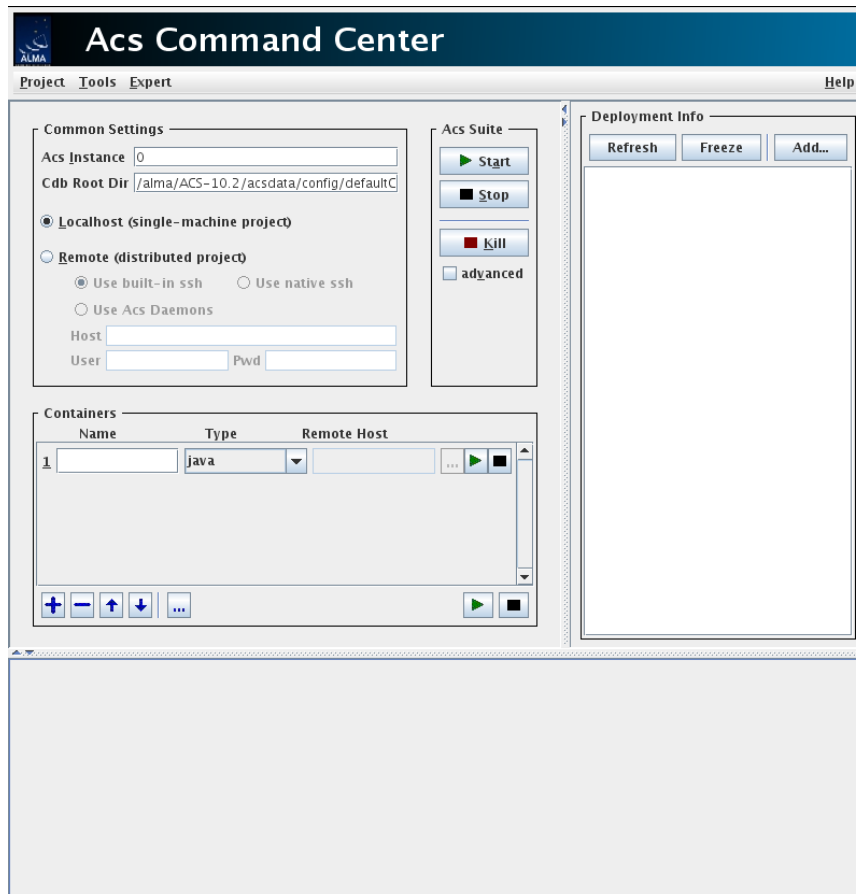 ALMA
Acs Command Center
Project Tools Expert Help
Common Settings
Acs Instance 0
Cdb Root Dir /alma/ACS-10.2/acsdata/config/defaultC
Localhost (single-machine project)
Remote (distributed project)
Use built-in ssh Use native ssh
Use Acs Daemons
Host
User Pwd
Acs Suite
Start
Stop
Kill
advanced
Containers
Name Type Remote Host
1 java ...
...
Deployment Info
Refresh Freeze Add...